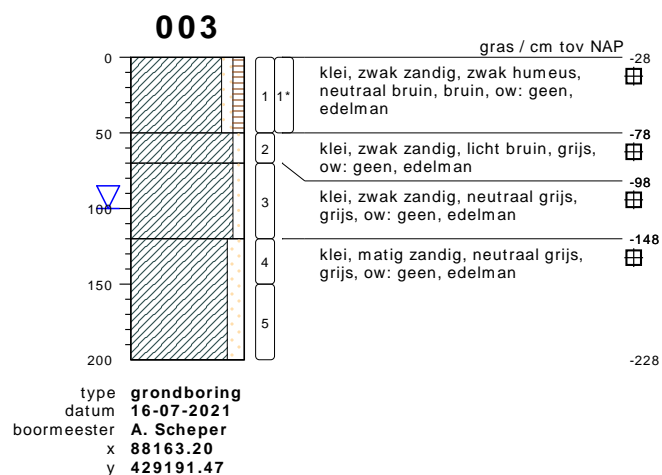 003
gras / cm tov NAP
0
-28
klei, zwak zandig, zwak humeus,
neutraal bruin, bruin, ow: geen,
edelman
1
1*
50
-78
2
klei, zwak zandig, licht bruin, grijs,
ow: geen, edelman
-98
3
klei, zwak zandig, neutraal grijs,
grijs, ow: geen, edelman
100
-148
4
klei, matig zandig, neutraal grijs,
grijs, ow: geen, edelman
150
5
200
-228
type grondboring
datum 16-07-2021
boormeester A. Scheper
x 88163.20
y 429191.47